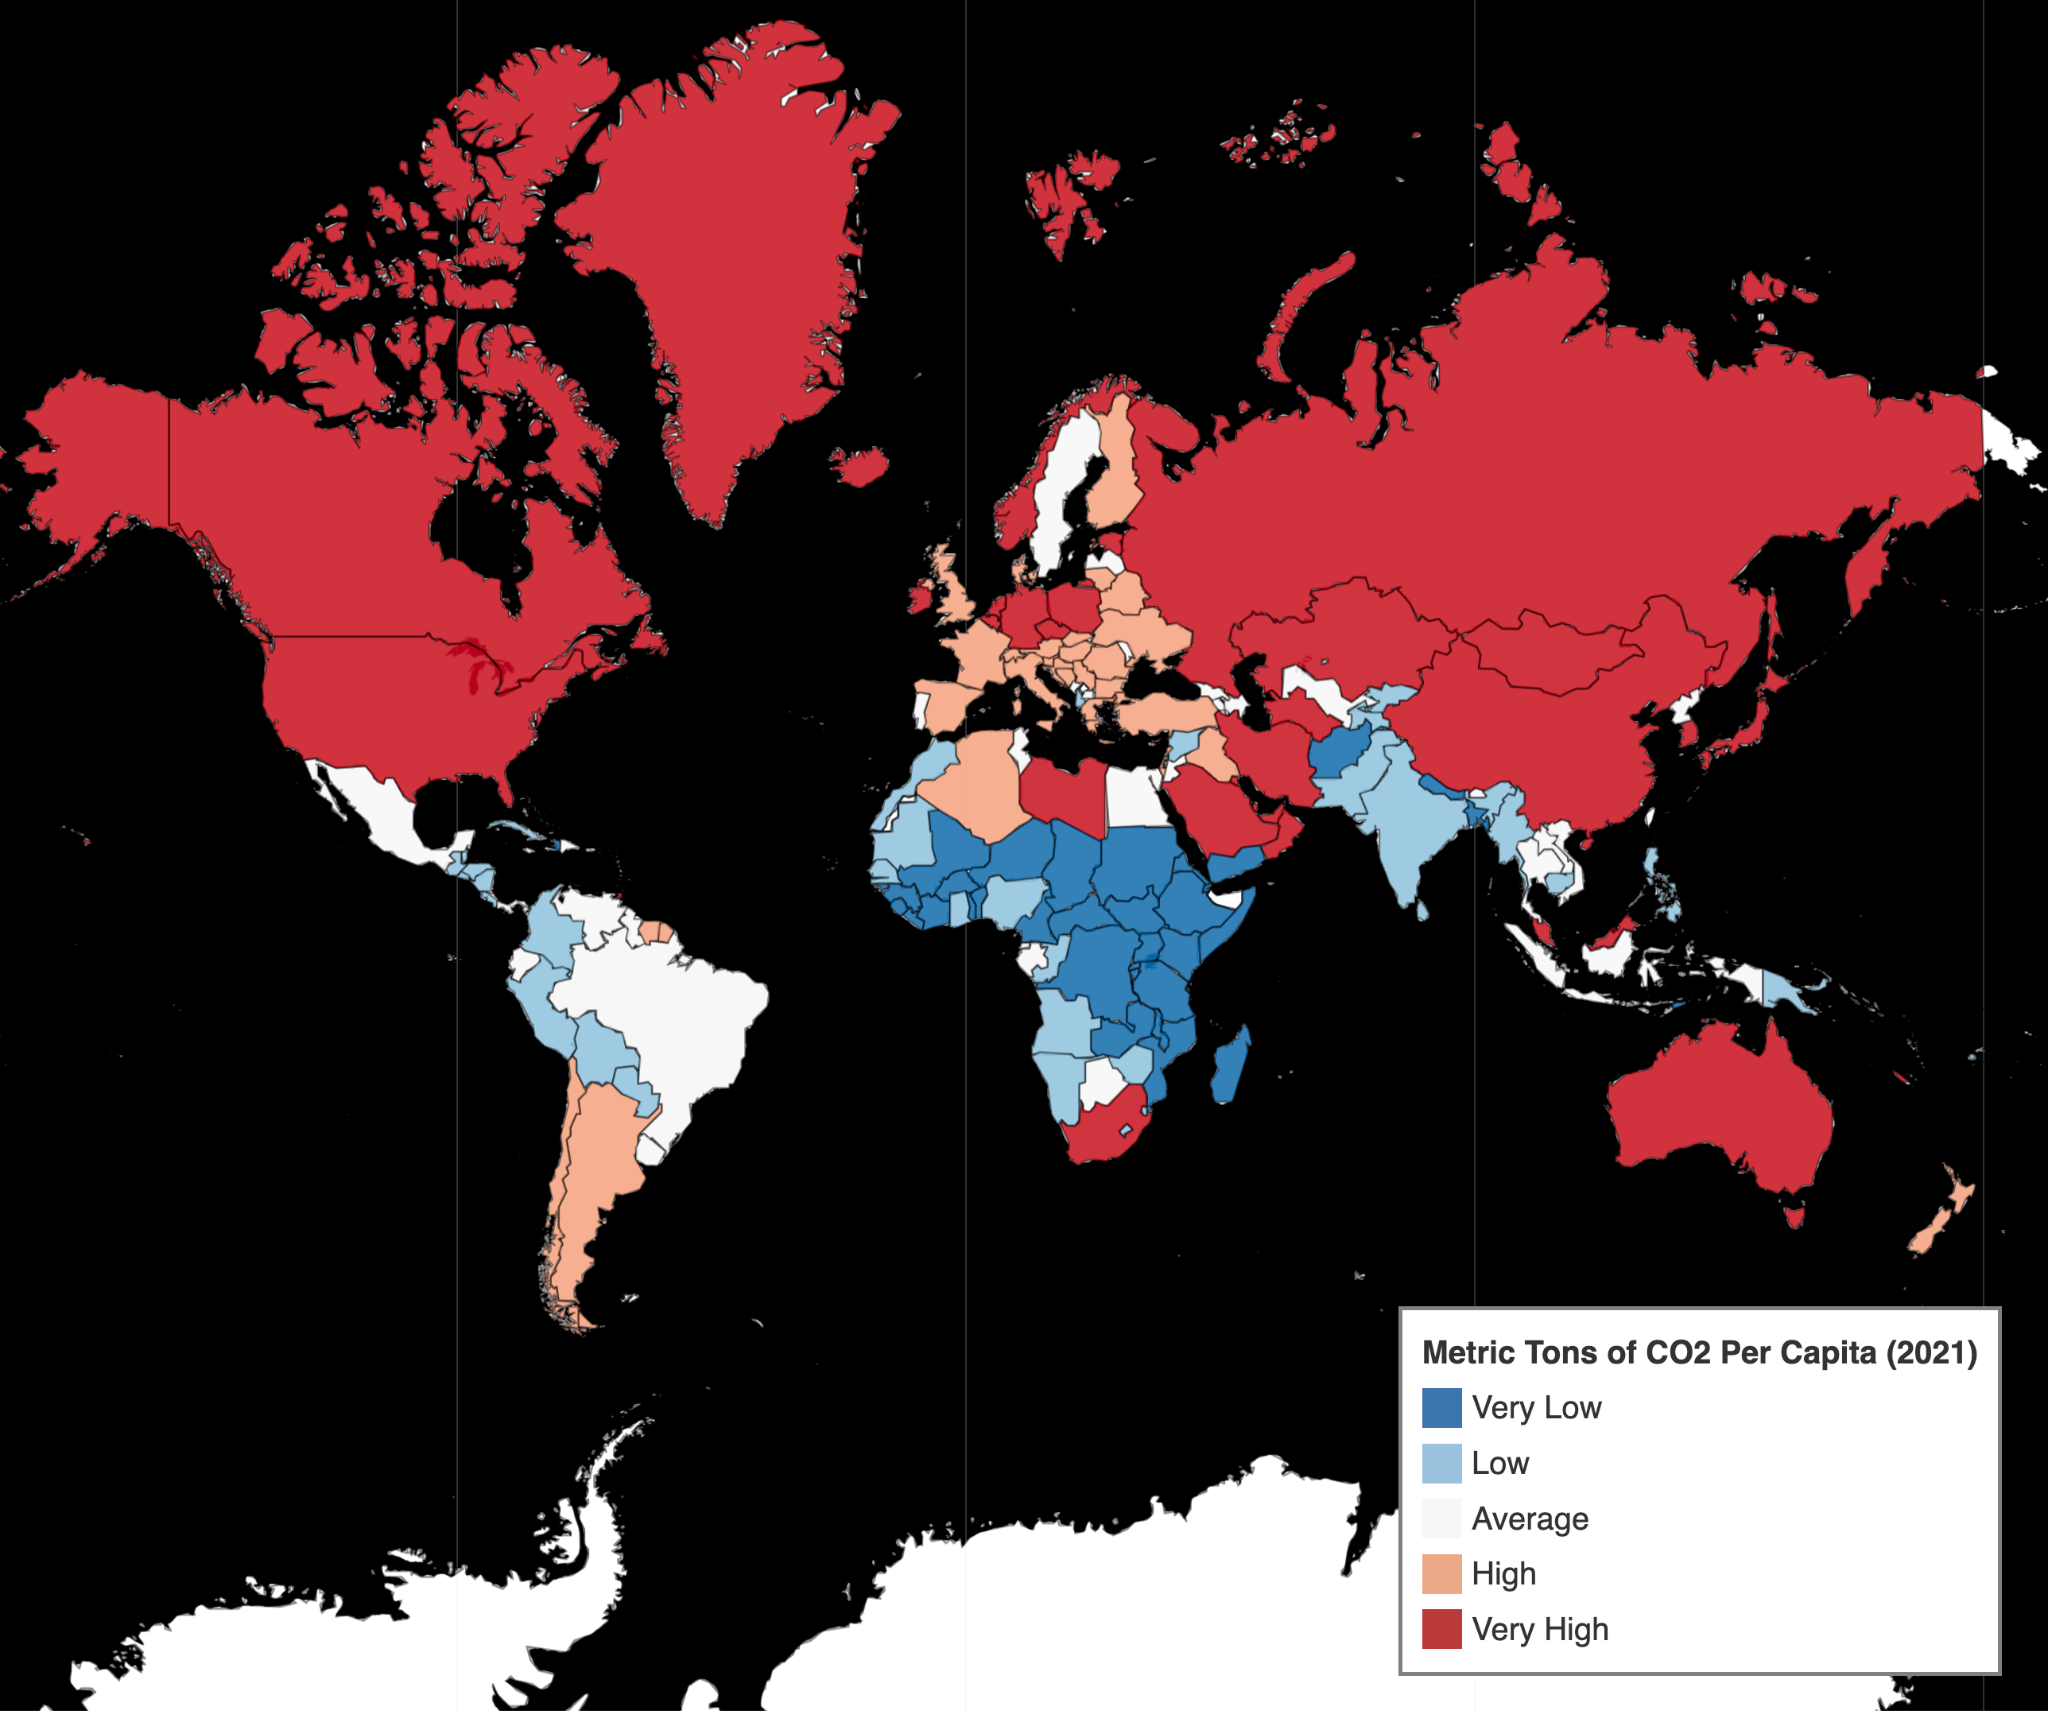 Metric Tons of CO2 Per Capita (2021)
Very Low
Low
Average
High
Very High